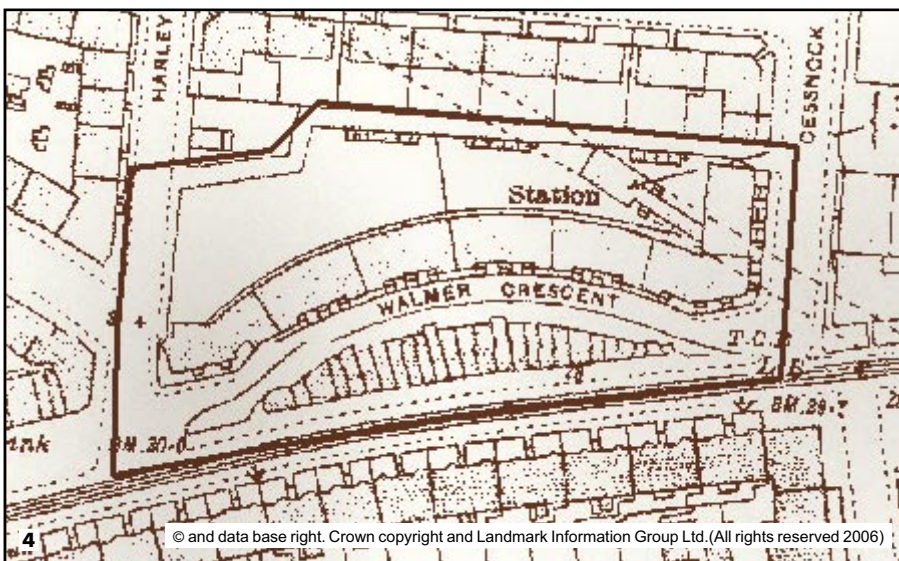 HARLEY
CESSNOCK
Station
WALMER CRESCENT
T.C.B
BM.30.0
BM.29.7
4
© and data base right. Crown copyright and Landmark Information Group Ltd.(All rights reserved 2006)